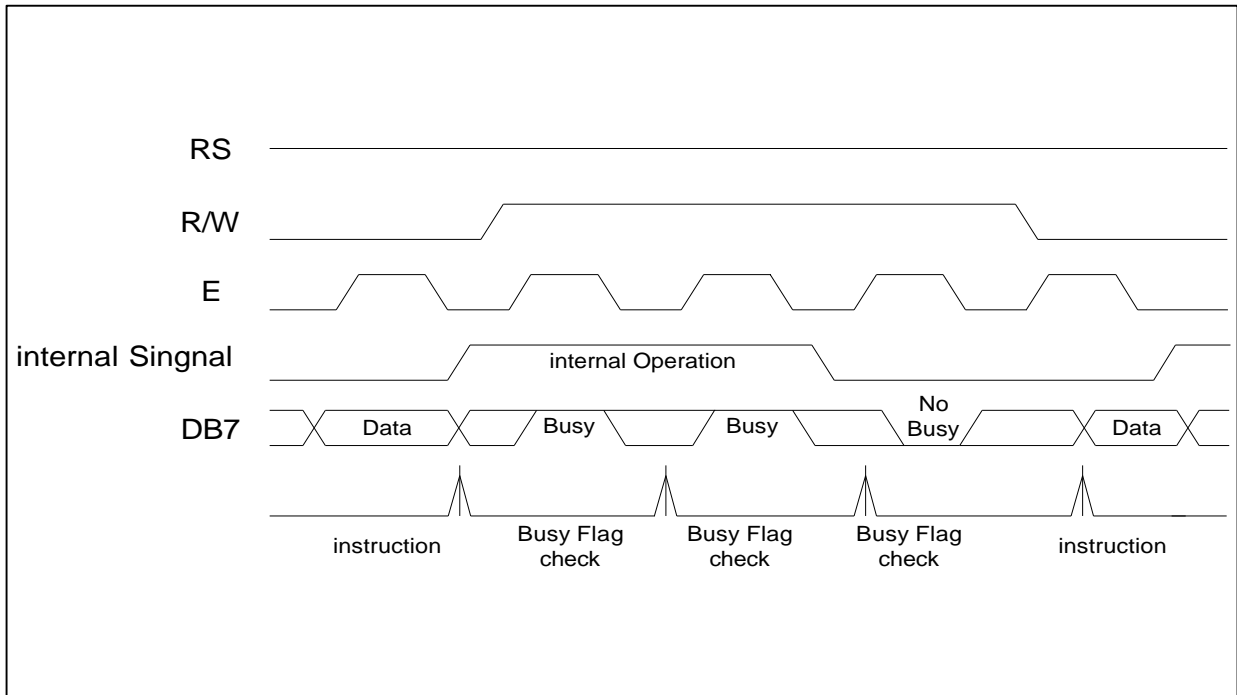 RS
R/W
E
internal Singnal
internal Operation
DB7
Data
Busy
Busy
No
Busy
Data
instruction
Busy Flag
check
Busy Flag
check
Busy Flag
check
instruction